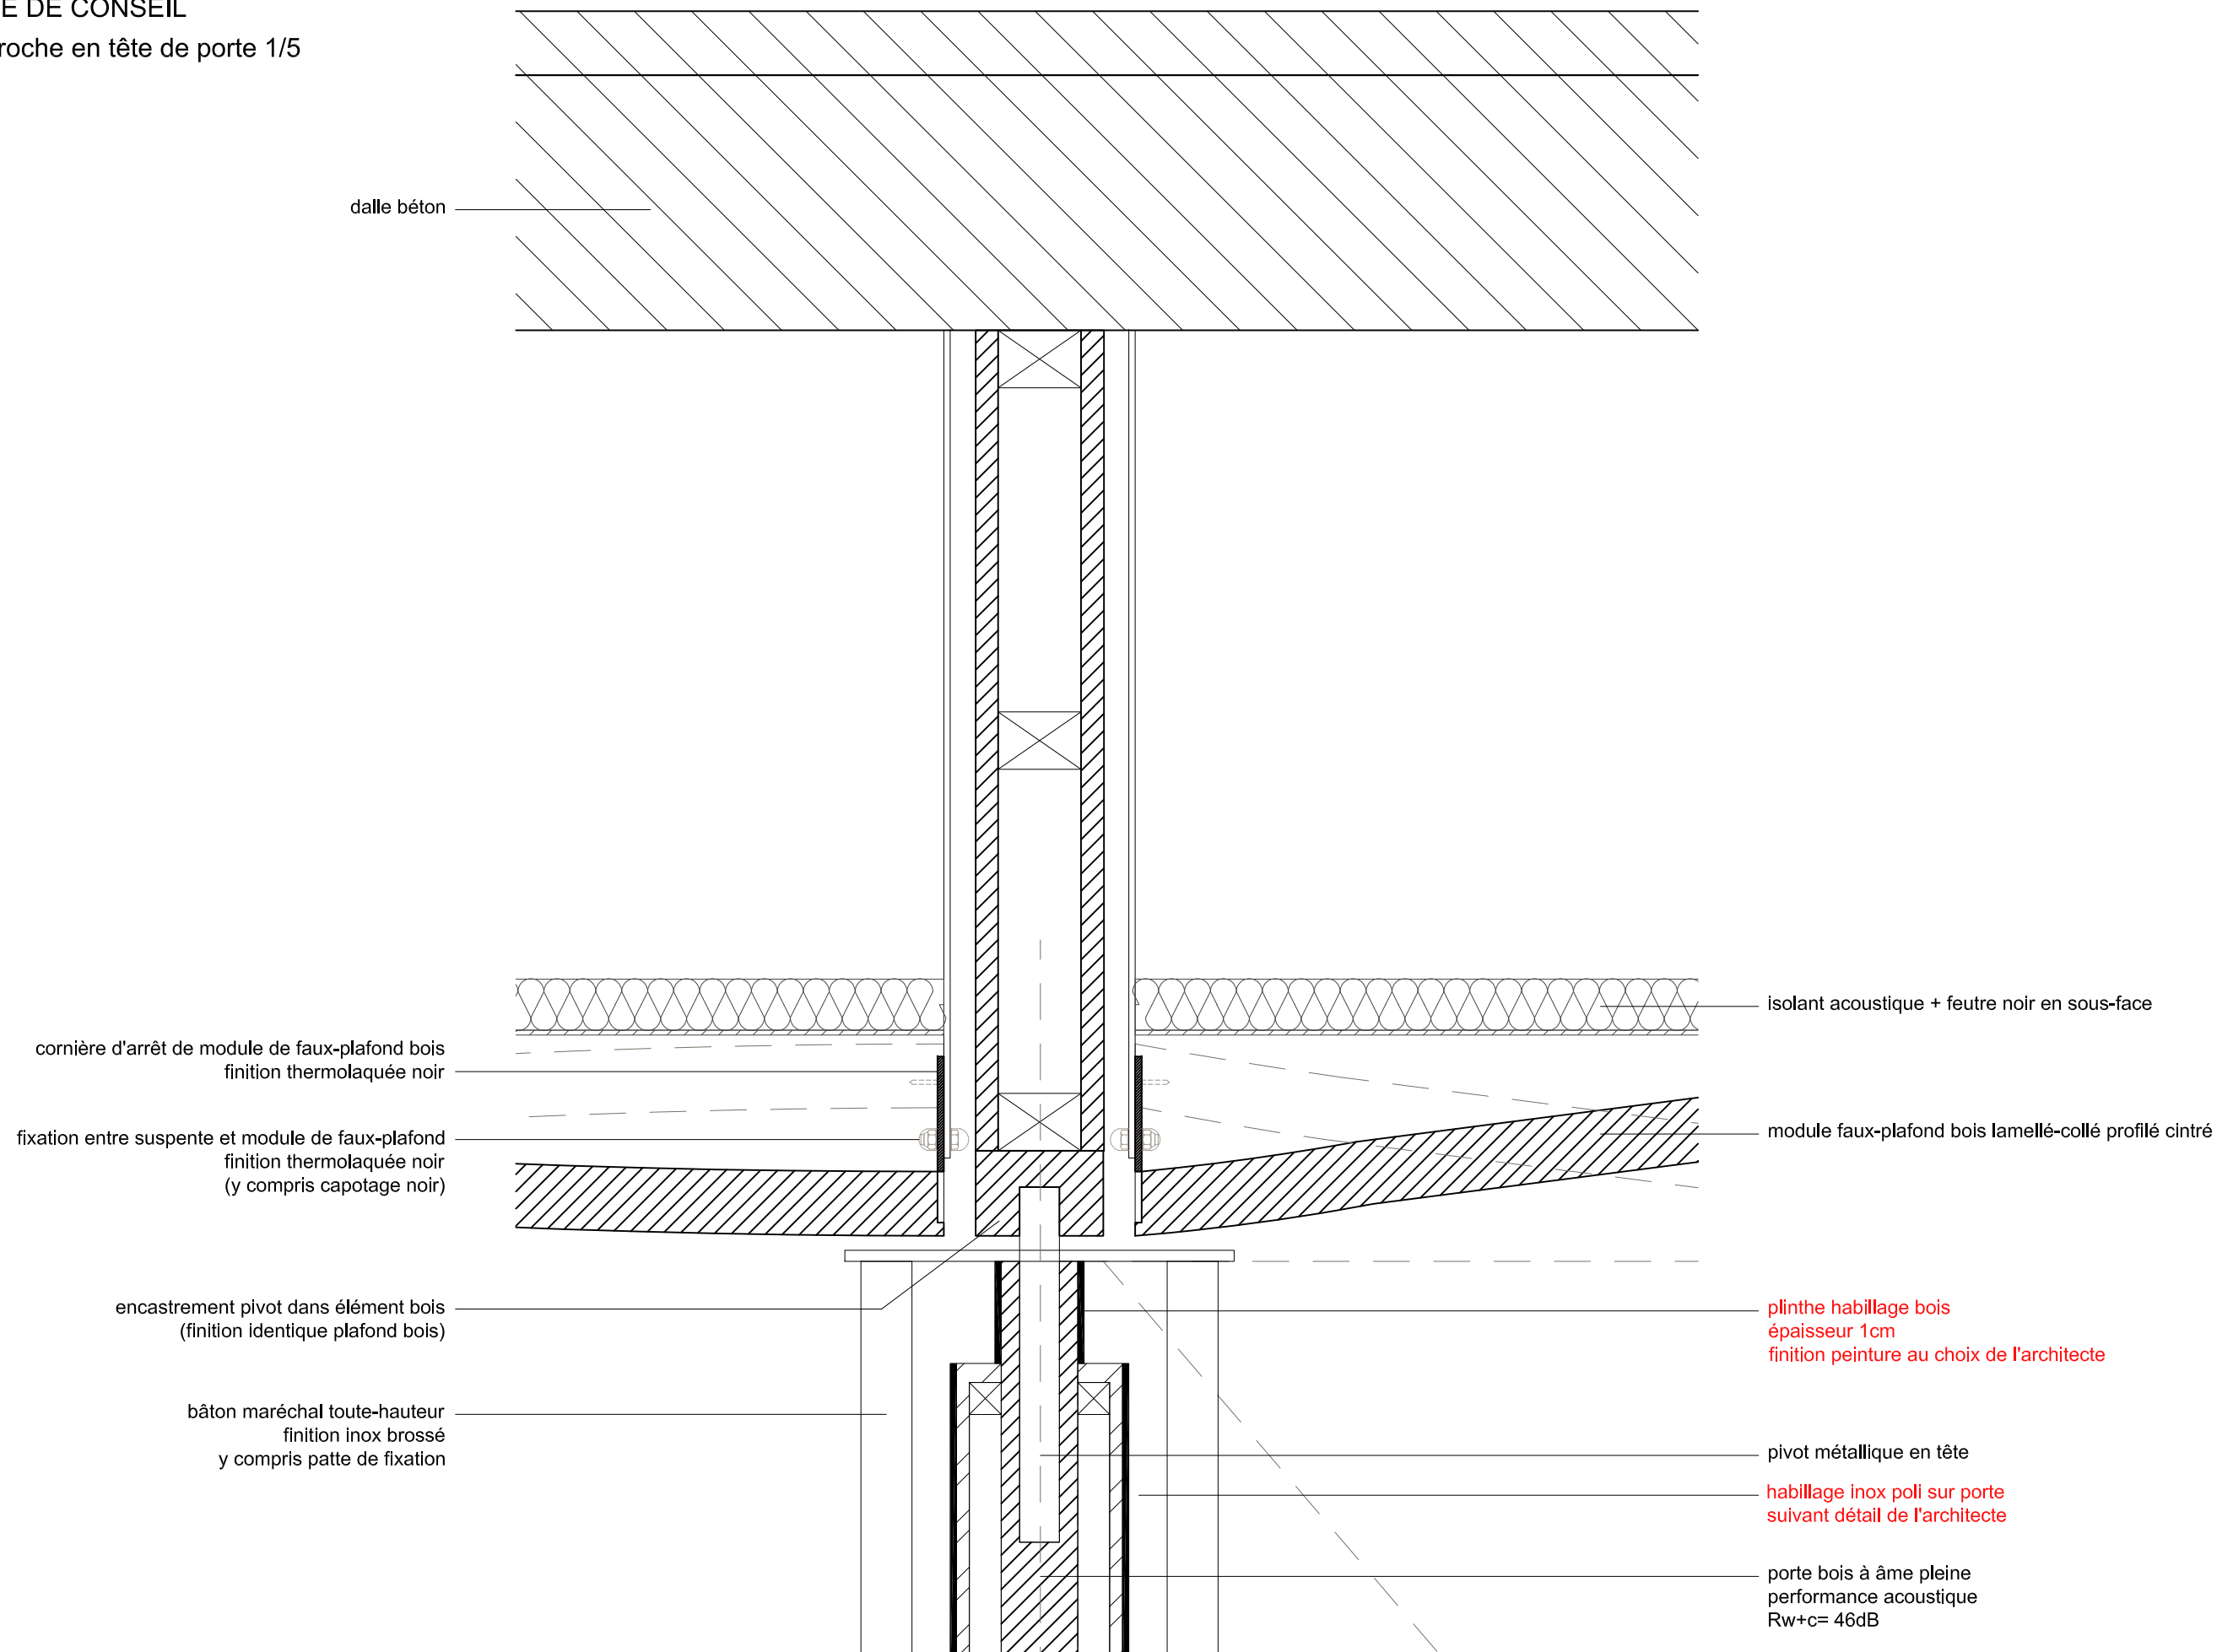 E DE CONSEIL
roche en tête de porte 1/5
dalle béton
cornière d'arrêt de module de faux-plafond bois
finition thermolaquée noir
fixation entre suspente et module de faux-plafond
finition thermolaquée noir
(y compris capotage noir)
encastrement pivot dans élément bois
(finition identique plafond bois)
bâton maréchal toute-hauteur
finition inox brossé
y compris patte de fixation
isolant acoustique + feutre noir en sous-face
module faux-plafond bois lamellé-collé profilé cintré
plinthe habillage bois
épaisseur 1cm
finition peinture au choix de l'architecte
pivot métallique en tête
habillage inox poli sur porte
suivant détail de l'architecte
porte bois à âme pleine
performance acoustique
Rw+c= 46dB